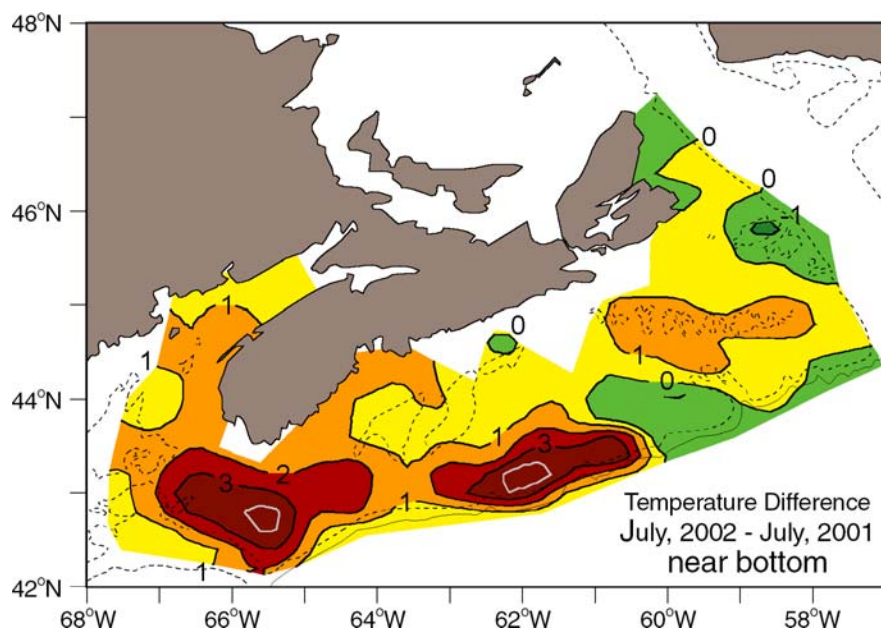 48°N
46°N
44°N
42°N
68°W
66°W
64°W
62°W
60°W
58°W
0
0
-1
1
1
0
1
0
1
3
2
3
1
1
Temperature Difference
July, 2002 - July, 2001
near bottom